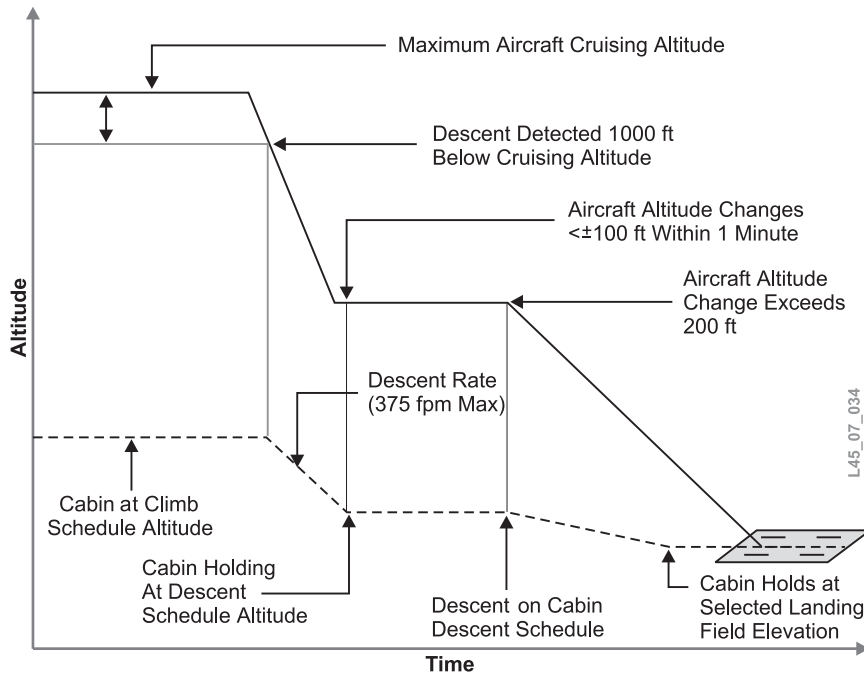 Maximum Aircraft Cruising Altitude
Descent Detected 1000 ft
Below Cruising Altitude
Aircraft Altitude Changes
<±100 ft Within 1 Minute
Aircraft Altitude
Change Exceeds
200 ft
Altitude
Descent Rate
(375 fpm Max)
L45_07_034
Cabin at Climb
Schedule Altitude
Cabin Holding
At Descent
Schedule Altitude
Descent on Cabin
Descent Schedule
Cabin Holds at
Selected Landing
Field Elevation
Time